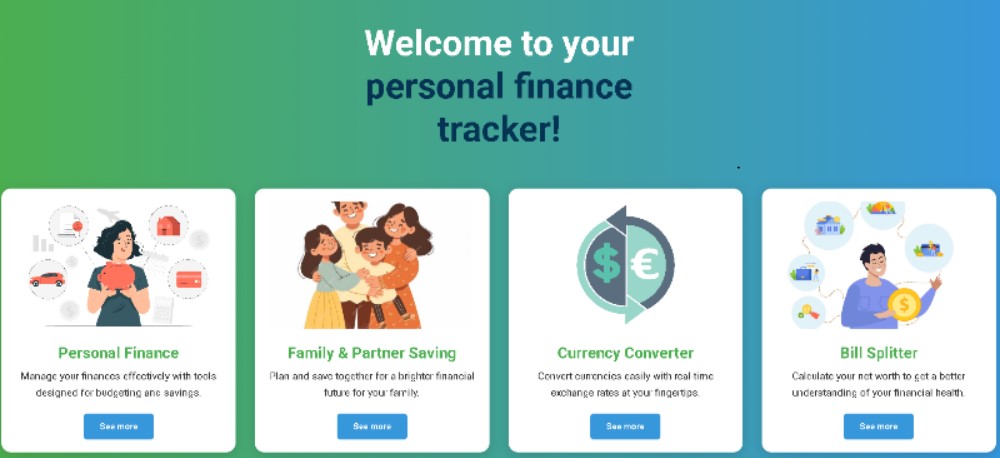 Welcome to your
personal finance
tracker!
Personal Finance
Manage your finances effectively with tools
designed for budgeting and savings.
See more
Family & Partner Saving
Plan and save together for a brighter financial
future for your family.
See more
$ €
Currency Converter
Convert currencies easily with real time
exchange rates at your fingertips.
See more
$
Bill Splitter
Calculate your net worth to get a better
understanding of your financial health.
See more